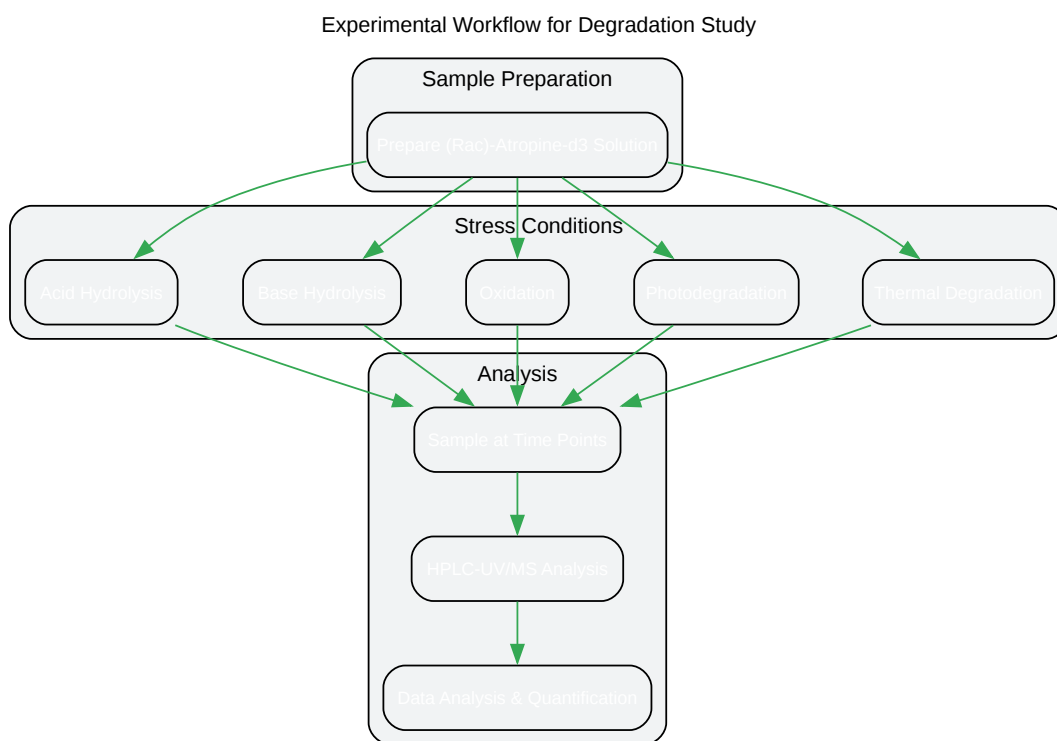 Experimental Workflow for Degradation Study
Sample Preparation
Prepare (Rac)-Atropine-d3 Solution
Stress Conditions
Acid Hydrolysis
Base Hydrolysis
Oxidation
Photodegradation
Thermal Degradation
Analysis
Sample at Time Points
HPLC-UV/MS Analysis
Data Analysis & Quantification